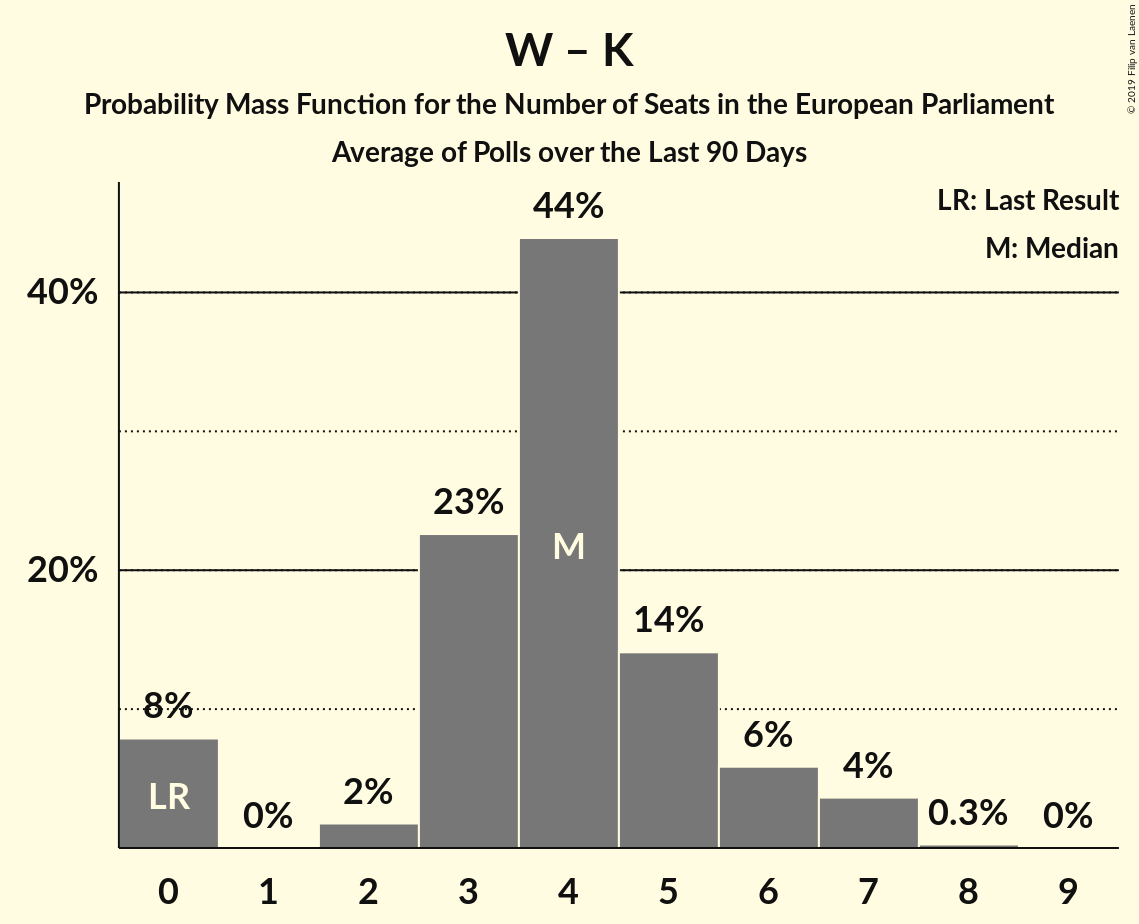 W – K
Probability Mass Function for the Number of Seats in the European Parliament
Average of Polls over the Last 90 Days
© 2019 Filip van Laenen
LR: Last Result
M: Median
44%
40%
23%
M
20%
14%
8%
6%
4%
LR
2%
0%
0.3%
0%
0 1 2 3 4 5 6 7 8 9